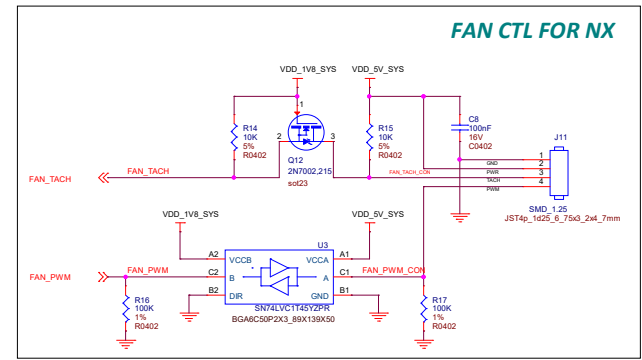 FAN CTL FOR NX
VDD_1V8_SYS VDD_5V_SYS
R14
10K
5%
R0402
1
2 3
Q12
2N7002,215
sot23
R15
10K
5%
R0402
C8
100nF
16V
C0402
J11
1
2
3
4
GND
PWR
TACH
PWM
SMD_1.25
JST4p_1d25_6_75x3_2x4_7mm
FAN_TACH FAN_TACH FAN_TACH_CON
VDD_1V8_SYS VDD_5V_SYS
U3
A2 VCCB VCCA A1
FAN_PWM FAN_PWM C2 B A C1 FAN_PWM_CON
B2 DIR GND B1
SN74LVC1T45YZPR
BGA6C50P2X3_89X139X50
R16
100K
1%
R0402
R17
100K
1%
R0402